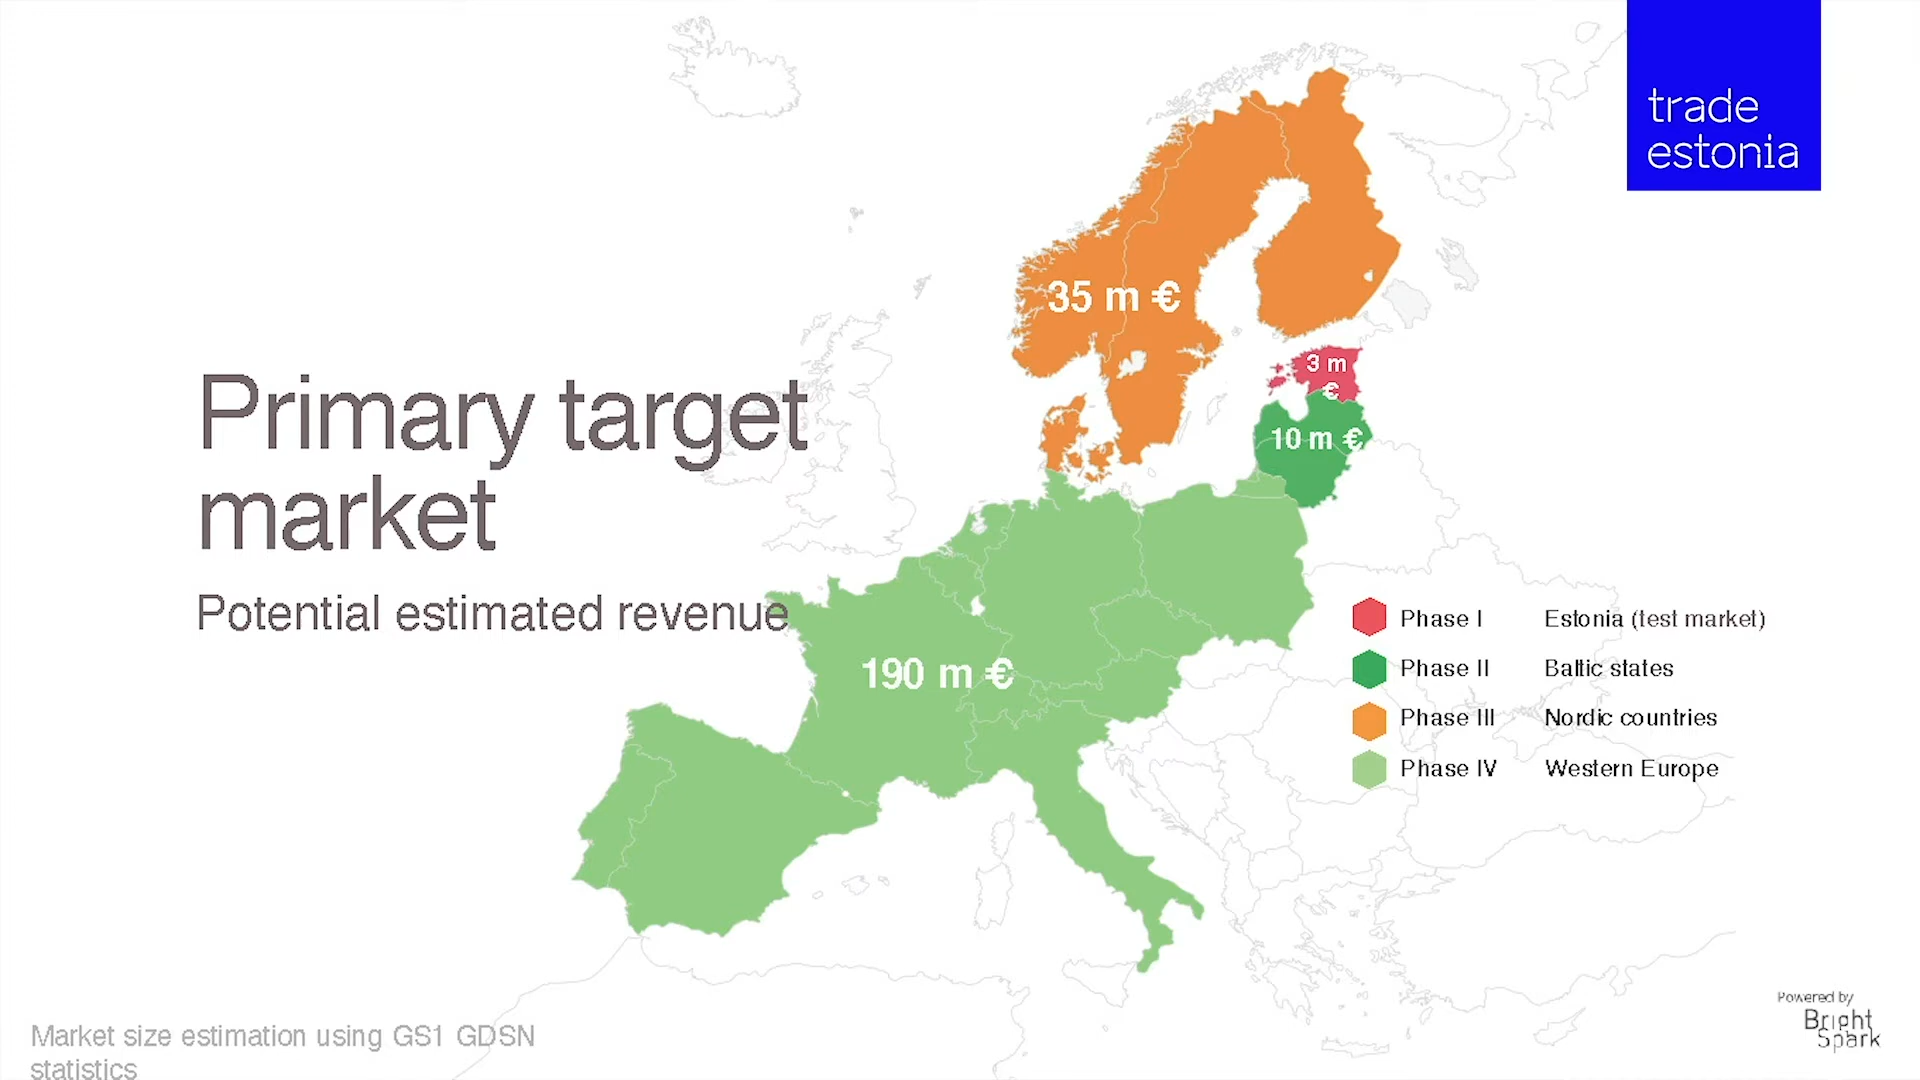 trade
estonia
35 m €
3 m
€
10 m €
Primary target
market
Potential estimated revenue
190 m €
Phase I Estonia (test market)
Phase II Baltic states
Phase III Nordic countries
Phase IV Western Europe
Market size estimation using GS1 GDSN
statistics
Powered by
Bright
Spark